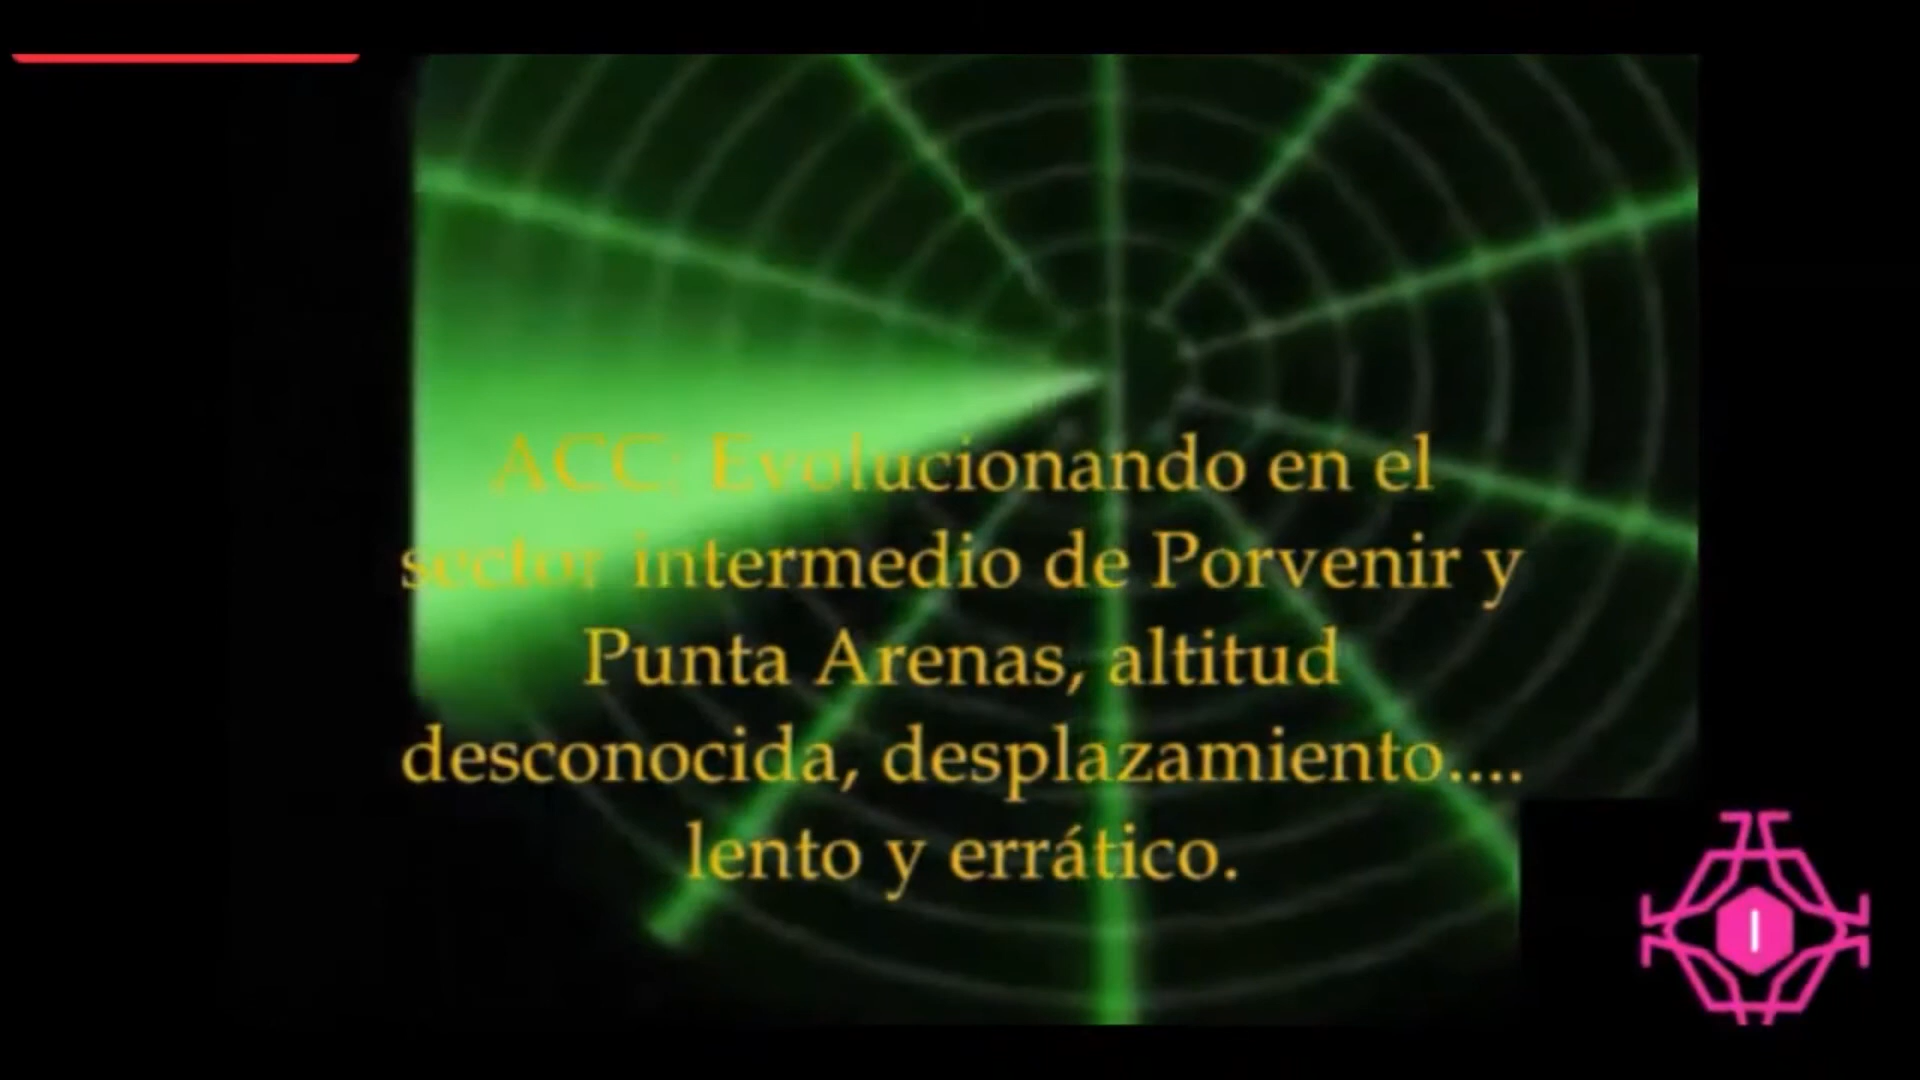 ACC: Evolucionando en el
sector intermedio de Porvenir y
Punta Arenas, altitud
desconocida, desplazamiento....
lento y errático.